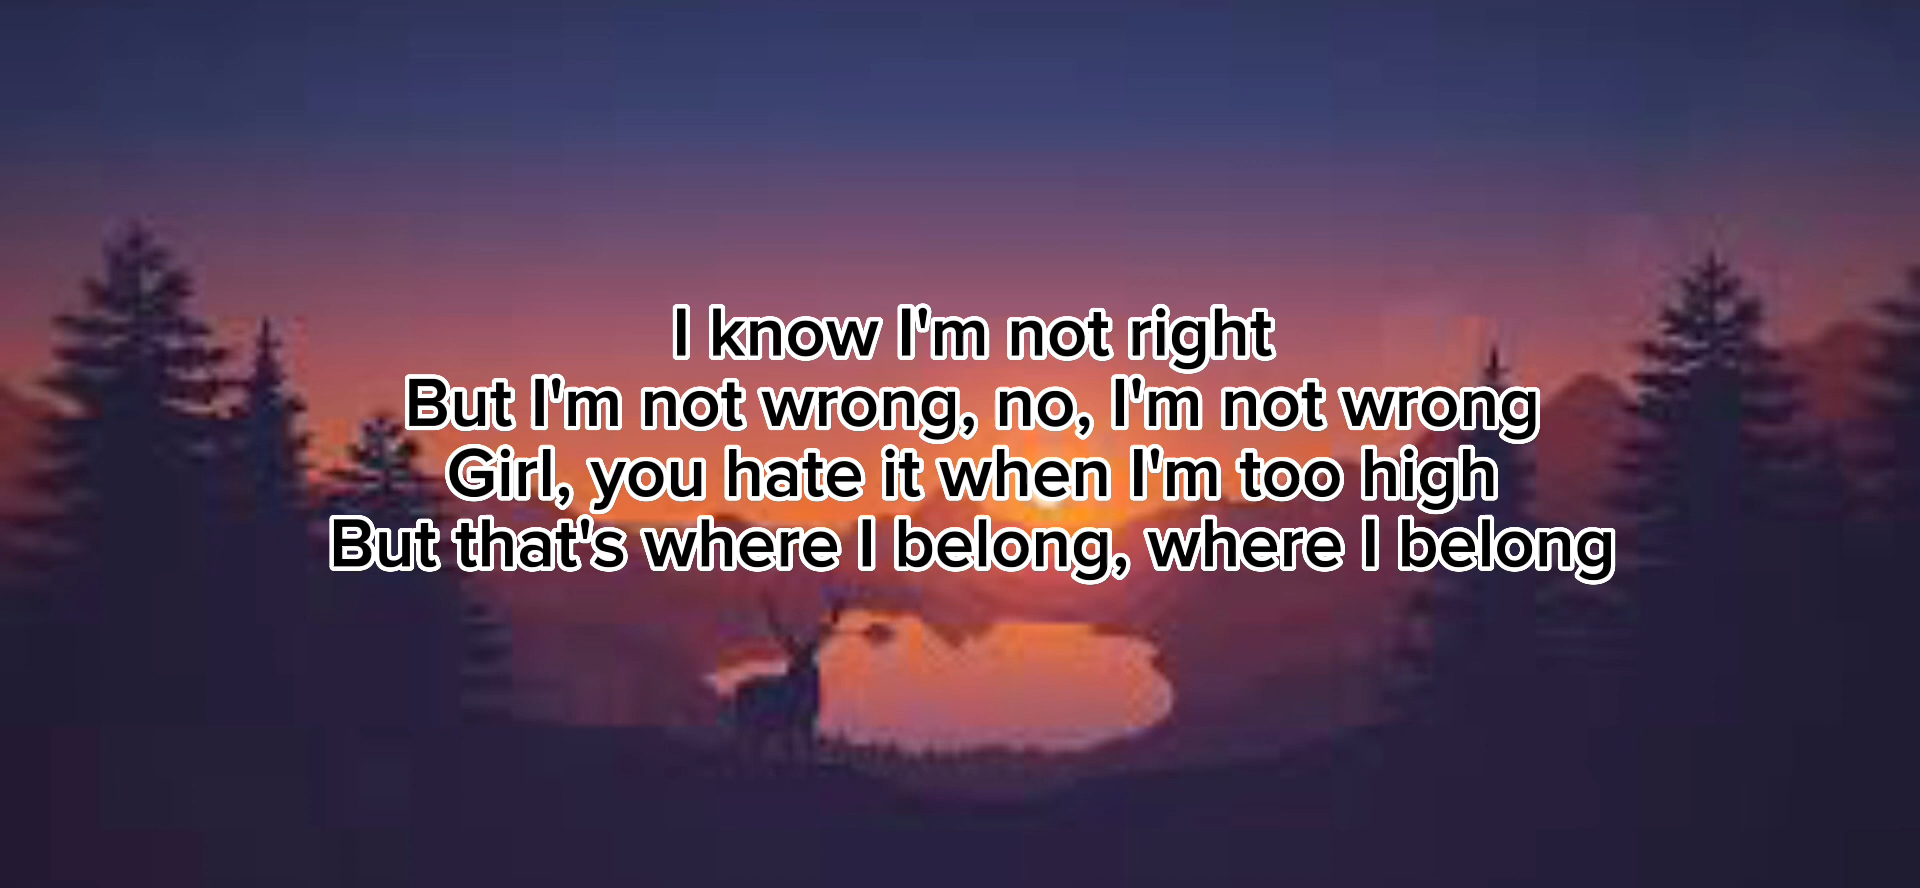 I know I'm not right
But I'm not wrong, no, I'm not wrong
Girl, you hate it when I'm too high
But that's where I belong, where I belong